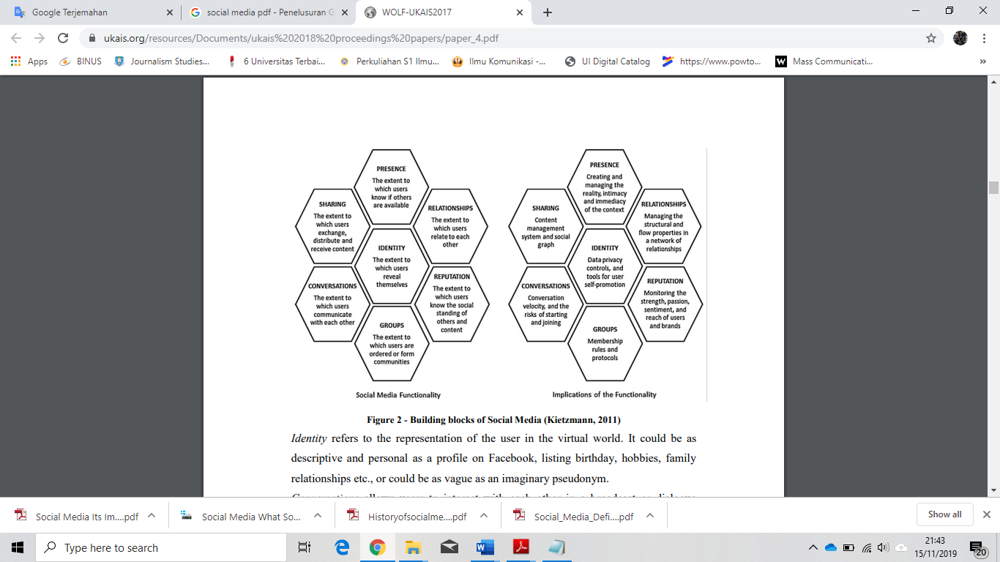 Google Terjemahan
social media pdf - Penelusuran G
WOLF-UKAIS2017
ukais.org/resources/Documents/ukais%202018%20proceedings%20papers/paper_4.pdf
Apps
BINUS
Journalism Studies...
6 Universitas Terbai...
Perkuliahan S1 Ilmu...
Ilmu Komunikasi -...
UI Digital Catalog
https://www.powto...
W
Mass Communicati...
»
PRESENCE
The extent to
which users
know if others
are available
SHARING
The extent to
which users
exchange,
distribute and
receive content
RELATIONSHIPS
The extent to
which users
relate to each
other
IDENTITY
The extent to
which users
reveal
themselves
CONVERSATIONS
The extent to
which users
communicate
with each other
REPUTATION
The extent to
which users
know the social
standing of
others and
content
GROUPS
The extent to
which users are
ordered or form
communities
Social Media Functionality
PRESENCE
Creating and
managing the
reality, intimacy
and immediacy
of the context
SHARING
Content
management
system and social
graph
RELATIONSHIPS
Managing the
structural and
flow properties in
a network of
relationships
IDENTITY
Data privacy
controls, and
tools for user
self-promotion
CONVERSATIONS
Conversation
velocity, and the
risks of starting
and joining
REPUTATION
Monitoring the
strength, passion,
sentiment, and
reach of users
and brands
GROUPS
Membership
rules and
protocols
Implications of the Functionality
Figure 2 - Building blocks of Social Media (Kietzmann, 2011)
Identity refers to the representation of the user in the virtual world. It could be as
descriptive and personal as a profile on Facebook, listing birthday, hobbies, family
relationships etc., or could be as vague as an imaginary pseudonym.
Social Media Its Im....pdf
Social Media What So....pdf
Historyofsocialme....pdf
Social_Media_Defi....pdf
Show all
Type here to search
21:43
15/11/2019
20